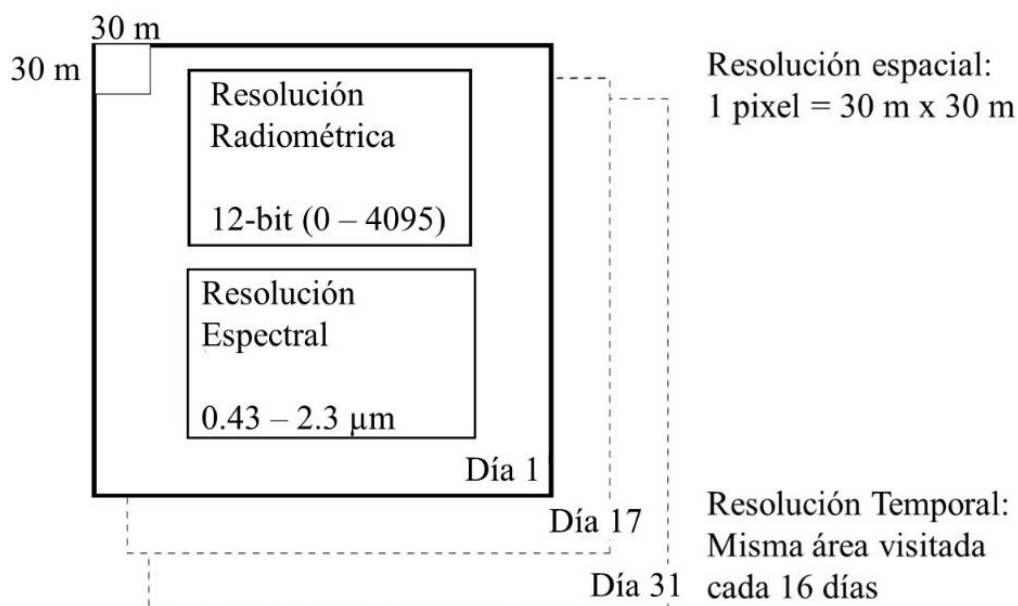 30 m
30 m
Resolución
Radiométrica
12-bit (0 – 4095)
Resolución
Espectral
0.43 – 2.3 µm
Día 1
Día 17
Día 31
Resolución espacial:
1 pixel = 30 m x 30 m
Resolución Temporal:
Misma área visitada
cada 16 días